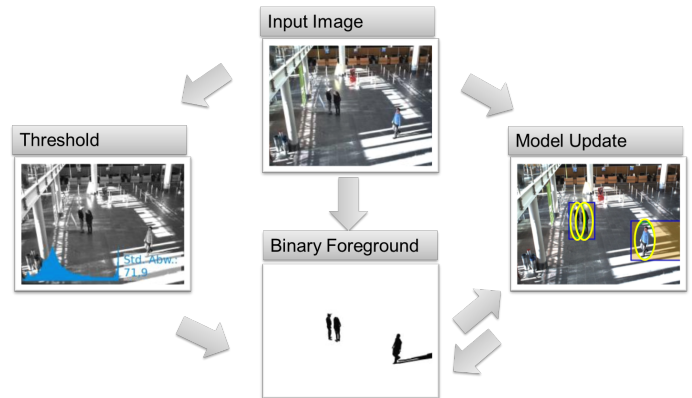 Input Image
Threshold
Model Update
Std. Abw.:
71.9
Binary Foreground